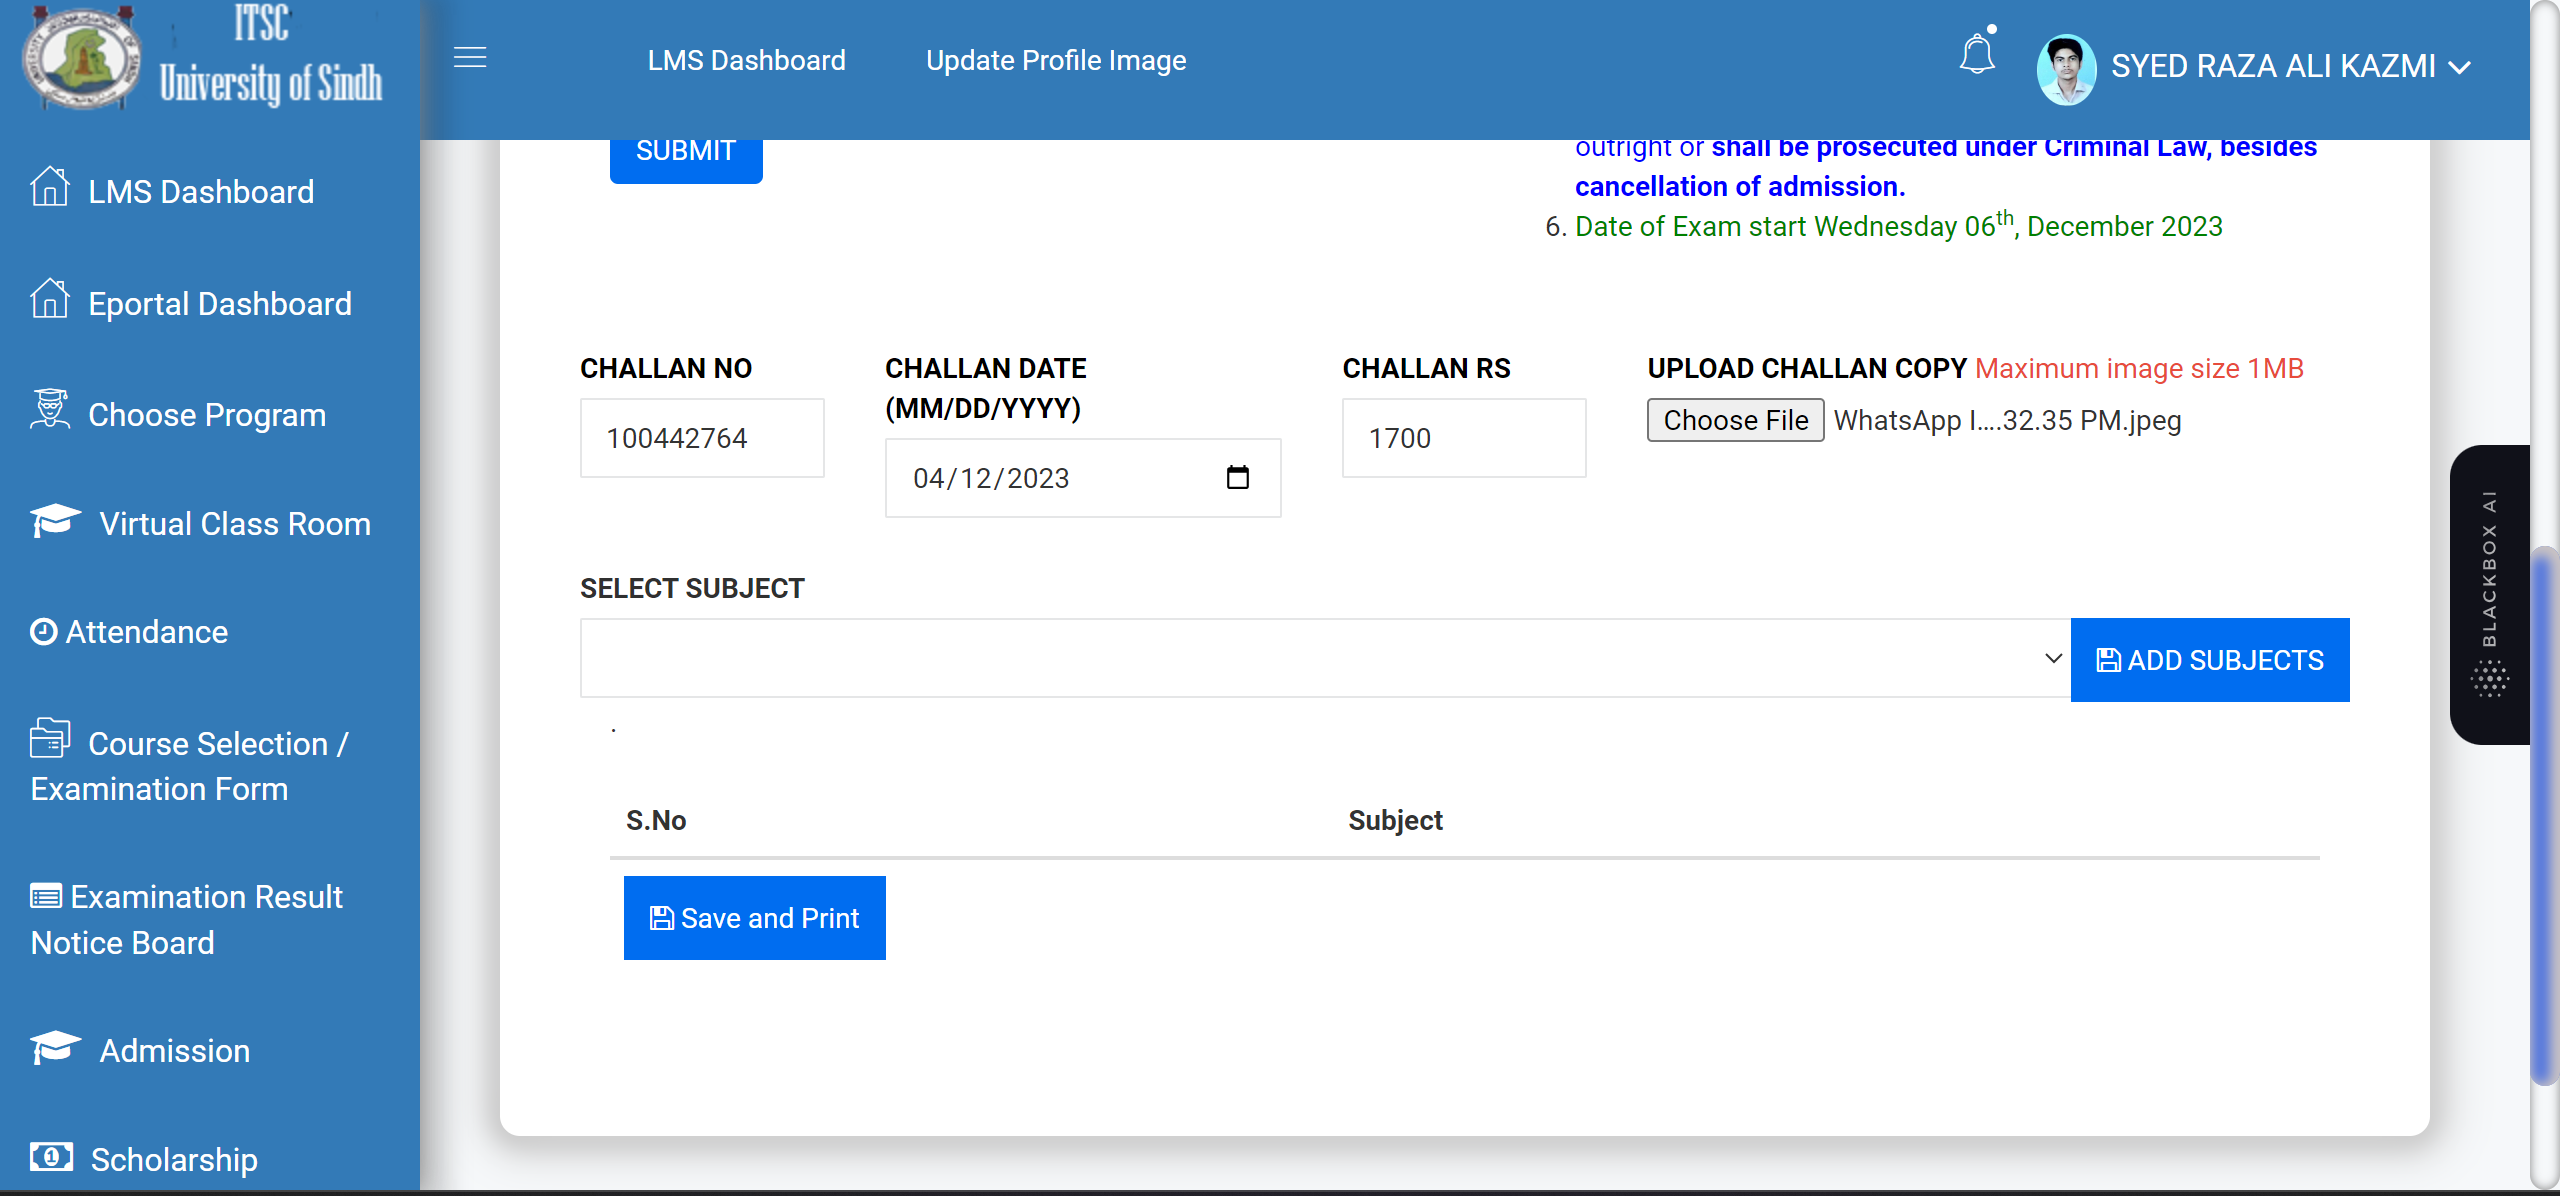 ITSC
University of Sindh
LMS Dashboard
Update Profile Image
SYED RAZA ALI KAZMI
LMS Dashboard
Eportal Dashboard
Choose Program
Virtual Class Room
Attendance
Course Selection /
Examination Form
Examination Result
Notice Board
Admission
Scholarship
SUBMIT
outright or shall be prosecuted under Criminal Law, besides
cancellation of admission.
6. Date of Exam start Wednesday 06th, December 2023
CHALLAN NO
100442764
CHALLAN DATE
(MM/DD/YYYY)
04/12/2023
CHALLAN RS
1700
UPLOAD CHALLAN COPY Maximum image size 1MB
Choose File WhatsApp I....32.35 PM.jpeg
SELECT SUBJECT
ADD SUBJECTS
.
S.No Subject
Save and Print
BLACKBOX AI